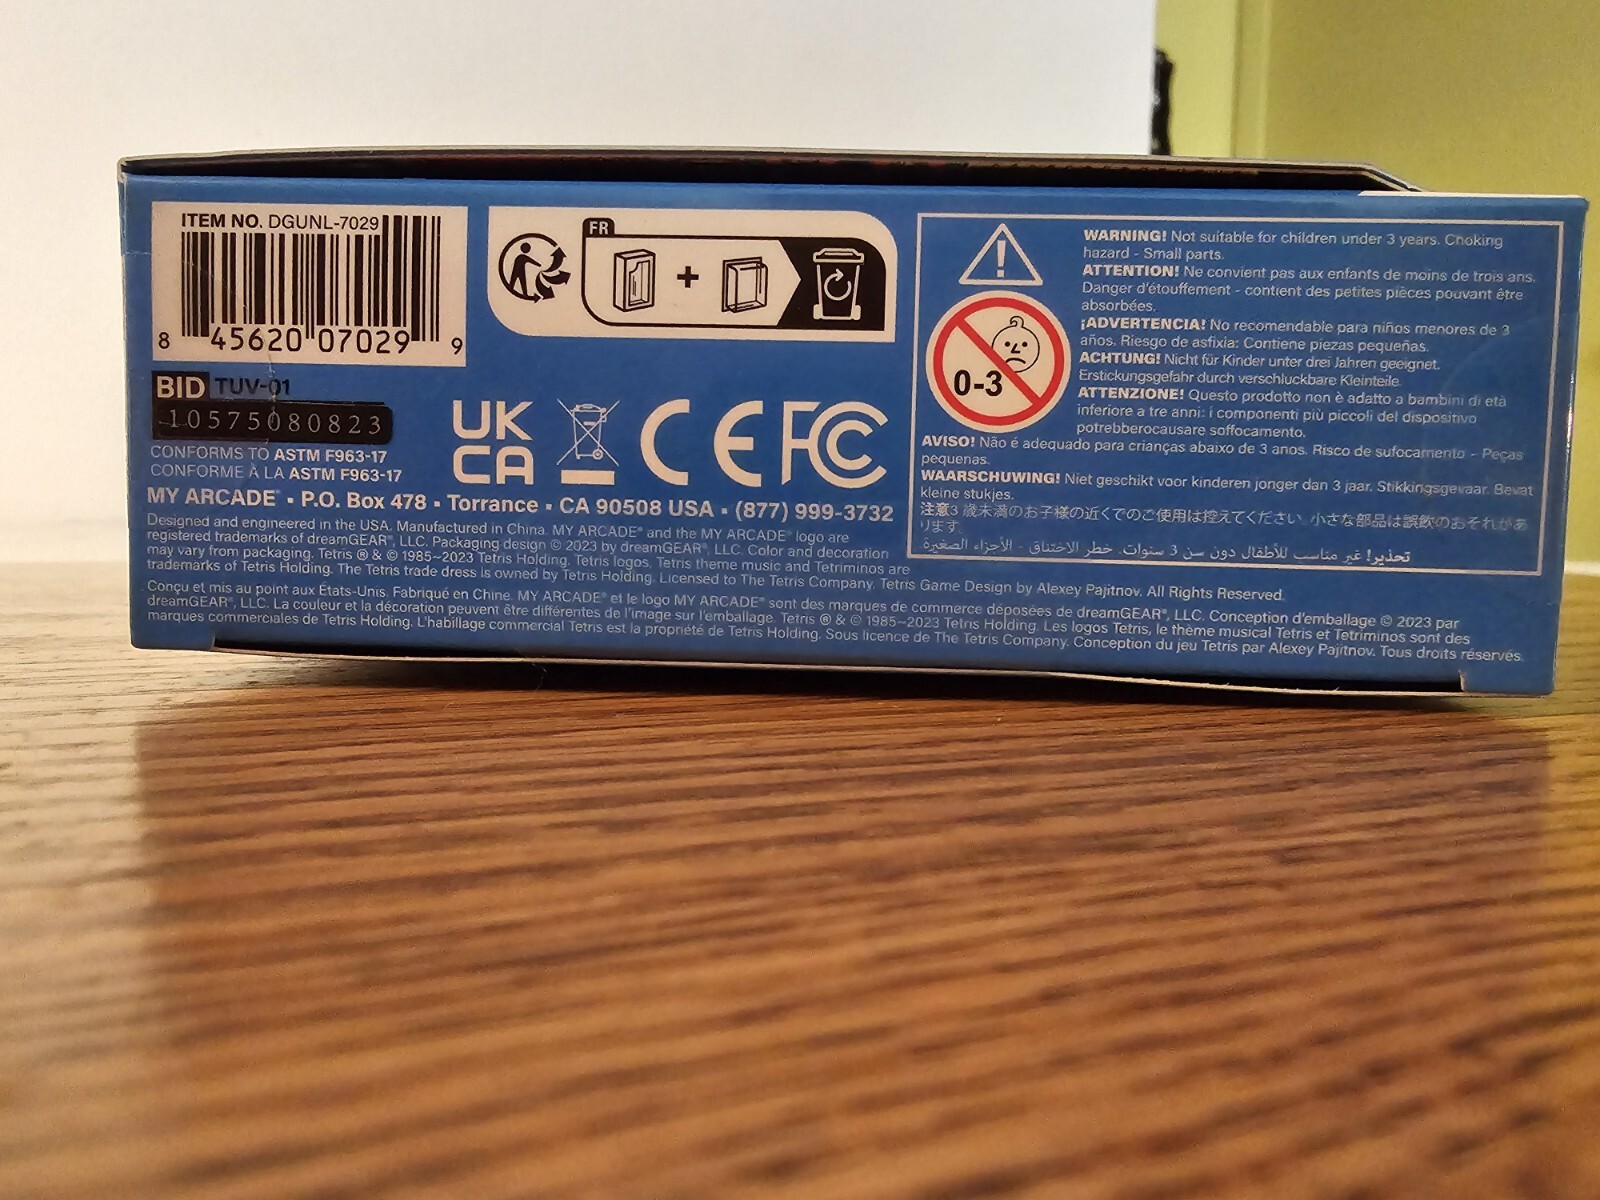 ITEM NO. DGUNL-7029
8 45620 07029 9
BID TUV-01
10575080823
CONFORMS TO ASTM F963-17
CONFORME À LA ASTM F963-17
FR
UK
CA
CE FC
MY ARCADE® • P.O. Box 478 • Torrance • CA 90508 USA • (877) 999-3732
Designed and engineered in the USA. Manufactured in China. MY ARCADE® and the MY ARCADE® logo are
registered trademarks of dreamGEAR®, LLC. Packaging design © 2023 by dreamGEAR®, LLC. Color and decoration
may vary from packaging. Tetris ® & © 1985~2023 Tetris Holding. Tetris logos, Tetris theme music and Tetriminos are
trademarks of Tetris Holding. The Tetris trade dress is owned by Tetris Holding. Licensed to The Tetris Company. Tetris Game Design by Alexey Pajitnov. All Rights Reserved.
Conçu et mis au point aux États-Unis. Fabriqué en Chine. MY ARCADE® et le logo MY ARCADE® sont des marques de commerce déposées de dreamGEAR®, LLC. Conception d'emballage © 2023 par
dreamGEAR®, LLC. La couleur et la décoration peuvent être différentes de l'image sur l'emballage. Tetris ® & © 1985~2023 Tetris Holding. Les logos Tetris, le thème musical Tetris et Tetriminos sont des
marques commerciales de Tetris Holding. L'habillage commercial Tetris est la propriété de Tetris Holding. Sous licence de The Tetris Company. Conception du jeu Tetris par Alexey Pajitnov. Tous droits réservés.
0-3
WARNING! Not suitable for children under 3 years. Choking
hazard - Small parts.
ATTENTION! Ne convient pas aux enfants de moins de trois ans.
Danger d'étouffement - contient des petites pièces pouvant être
absorbées.
¡ADVERTENCIA! No recomendable para niños menores de 3
años. Riesgo de asfixia: Contiene piezas pequeñas.
ACHTUNG! Nicht für Kinder unter drei Jahren geeignet.
Erstickungsgefahr durch verschluckbare Kleinteile.
ATTENZIONE! Questo prodotto non è adatto a bambini di età
inferiore a tre anni: i componenti più piccoli del dispositivo
potrebberocausare soffocamento.
AVISO! Não é adequado para crianças abaixo de 3 anos. Risco de sufocamento - Peças
pequenas.
WAARSCHUWING! Niet geschikt voor kinderen jonger dan 3 jaar. Stikkingsgevaar. Bevat
kleine stukjes.
注意3 歳未満のお子様の近くでのご使用は控えてください。小さな部品は誤飲のおそれがあ
ります。
تحذير! غير مناسب للأطفال دون سن 3 سنوات. خطر الاختناق - الأجزاء الصغيرة